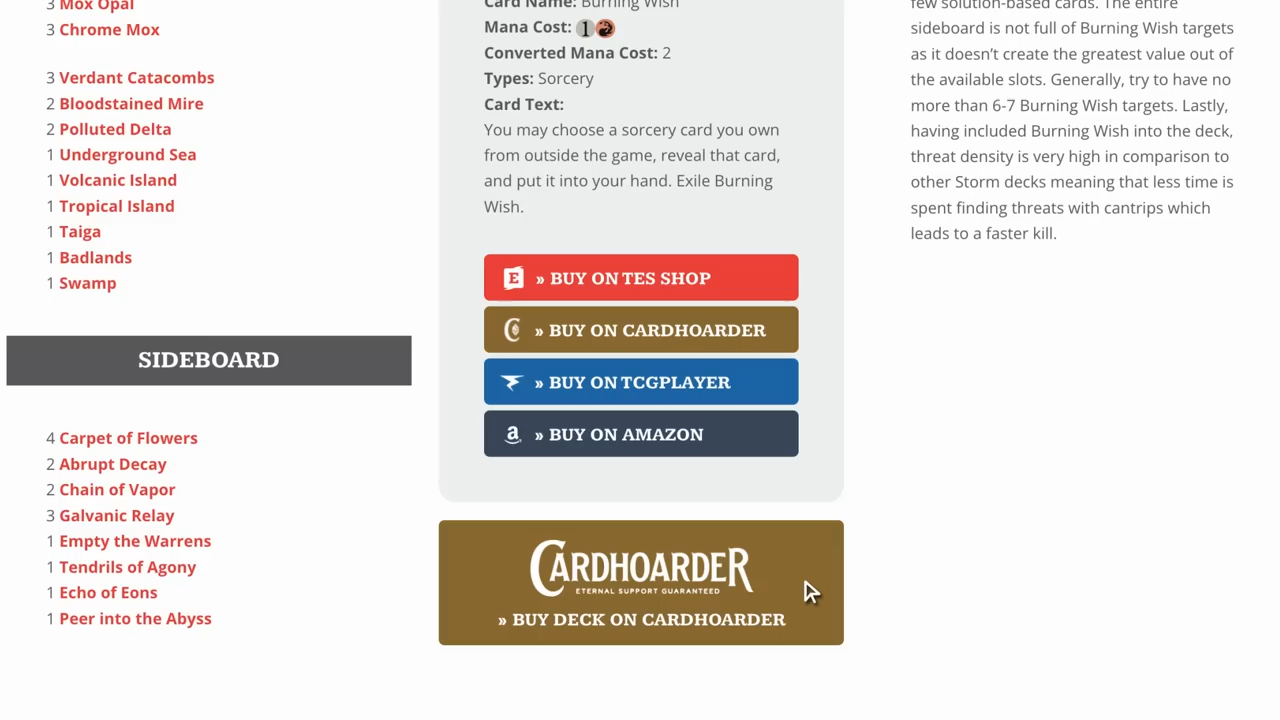 3 Mox Opal
3 Chrome Mox
3 Verdant Catacombs
2 Bloodstained Mire
2 Polluted Delta
1 Underground Sea
1 Volcanic Island
1 Tropical Island
1 Taiga
1 Badlands
1 Swamp
SIDEBOARD
4 Carpet of Flowers
2 Abrupt Decay
2 Chain of Vapor
3 Galvanic Relay
1 Empty the Warrens
1 Tendrils of Agony
1 Echo of Eons
1 Peer into the Abyss
Card Name: Burning Wish
Mana Cost: 1
Converted Mana Cost: 2
Types: Sorcery
Card Text:
You may choose a sorcery card you own
from outside the game, reveal that card,
and put it into your hand. Exile Burning
Wish.
E » BUY ON TES SHOP
C » BUY ON CARDHOARDER
» BUY ON TCGPLAYER
a » BUY ON AMAZON
CARDHOARDER
ETERNAL SUPPORT GUARANTEED
» BUY DECK ON CARDHOARDER
few solution-based cards. The entire
sideboard is not full of Burning Wish targets
as it doesn’t create the greatest value out of
the available slots. Generally, try to have no
more than 6-7 Burning Wish targets. Lastly,
having included Burning Wish into the deck,
threat density is very high in comparison to
other Storm decks meaning that less time is
spent finding threats with cantrips which
leads to a faster kill.